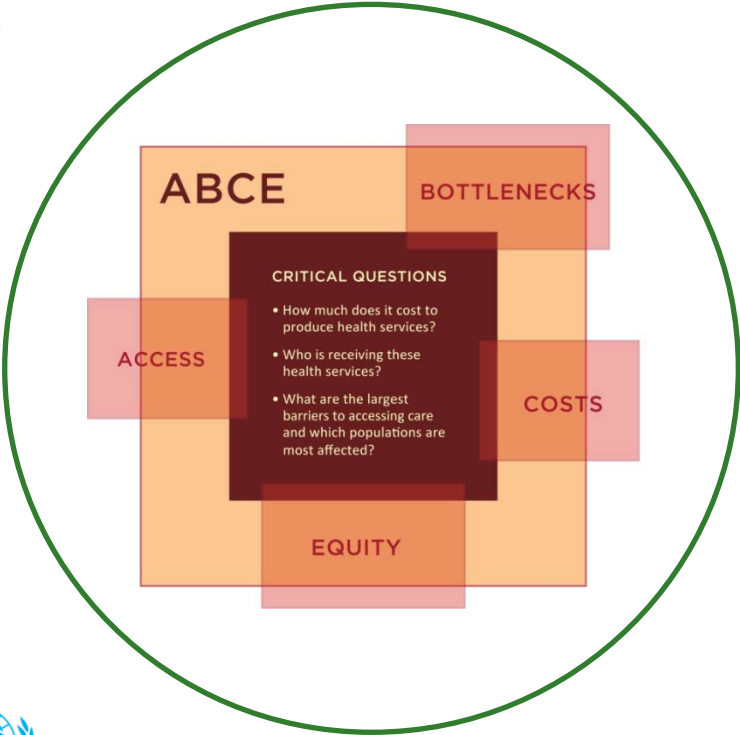 ABCE
BOTTLENECKS
CRITICAL QUESTIONS
• How much does it cost to
produce health services?
• Who is receiving these
health services?
• What are the largest
barriers to accessing care
and which populations are
most affected?
ACCESS
COSTS
EQUITY